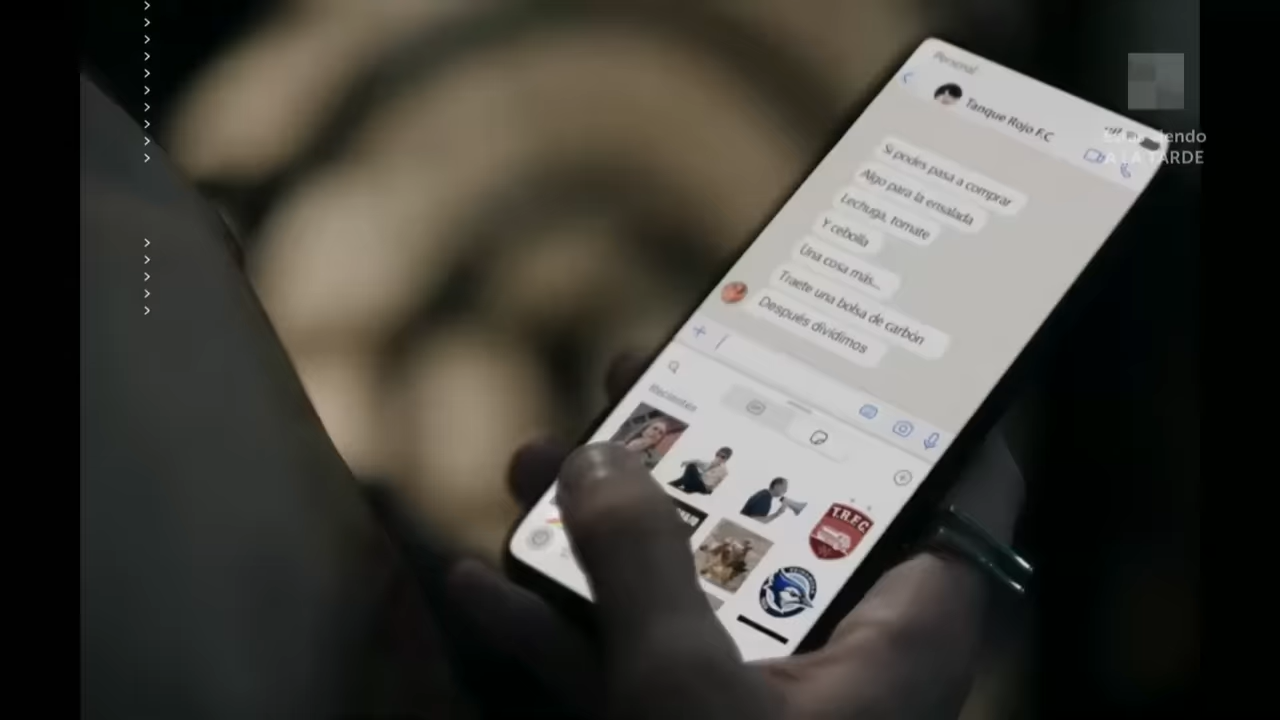 Personal
Tanque Rojo F.C
Si podes pasa a comprar
Algo para la ensalada
Lechuga, tomate
Y cebolla
Una cosa más...
Traete una bolsa de carbón
Después dividimos
Recientes
T.R.F.C
A LA TARDE